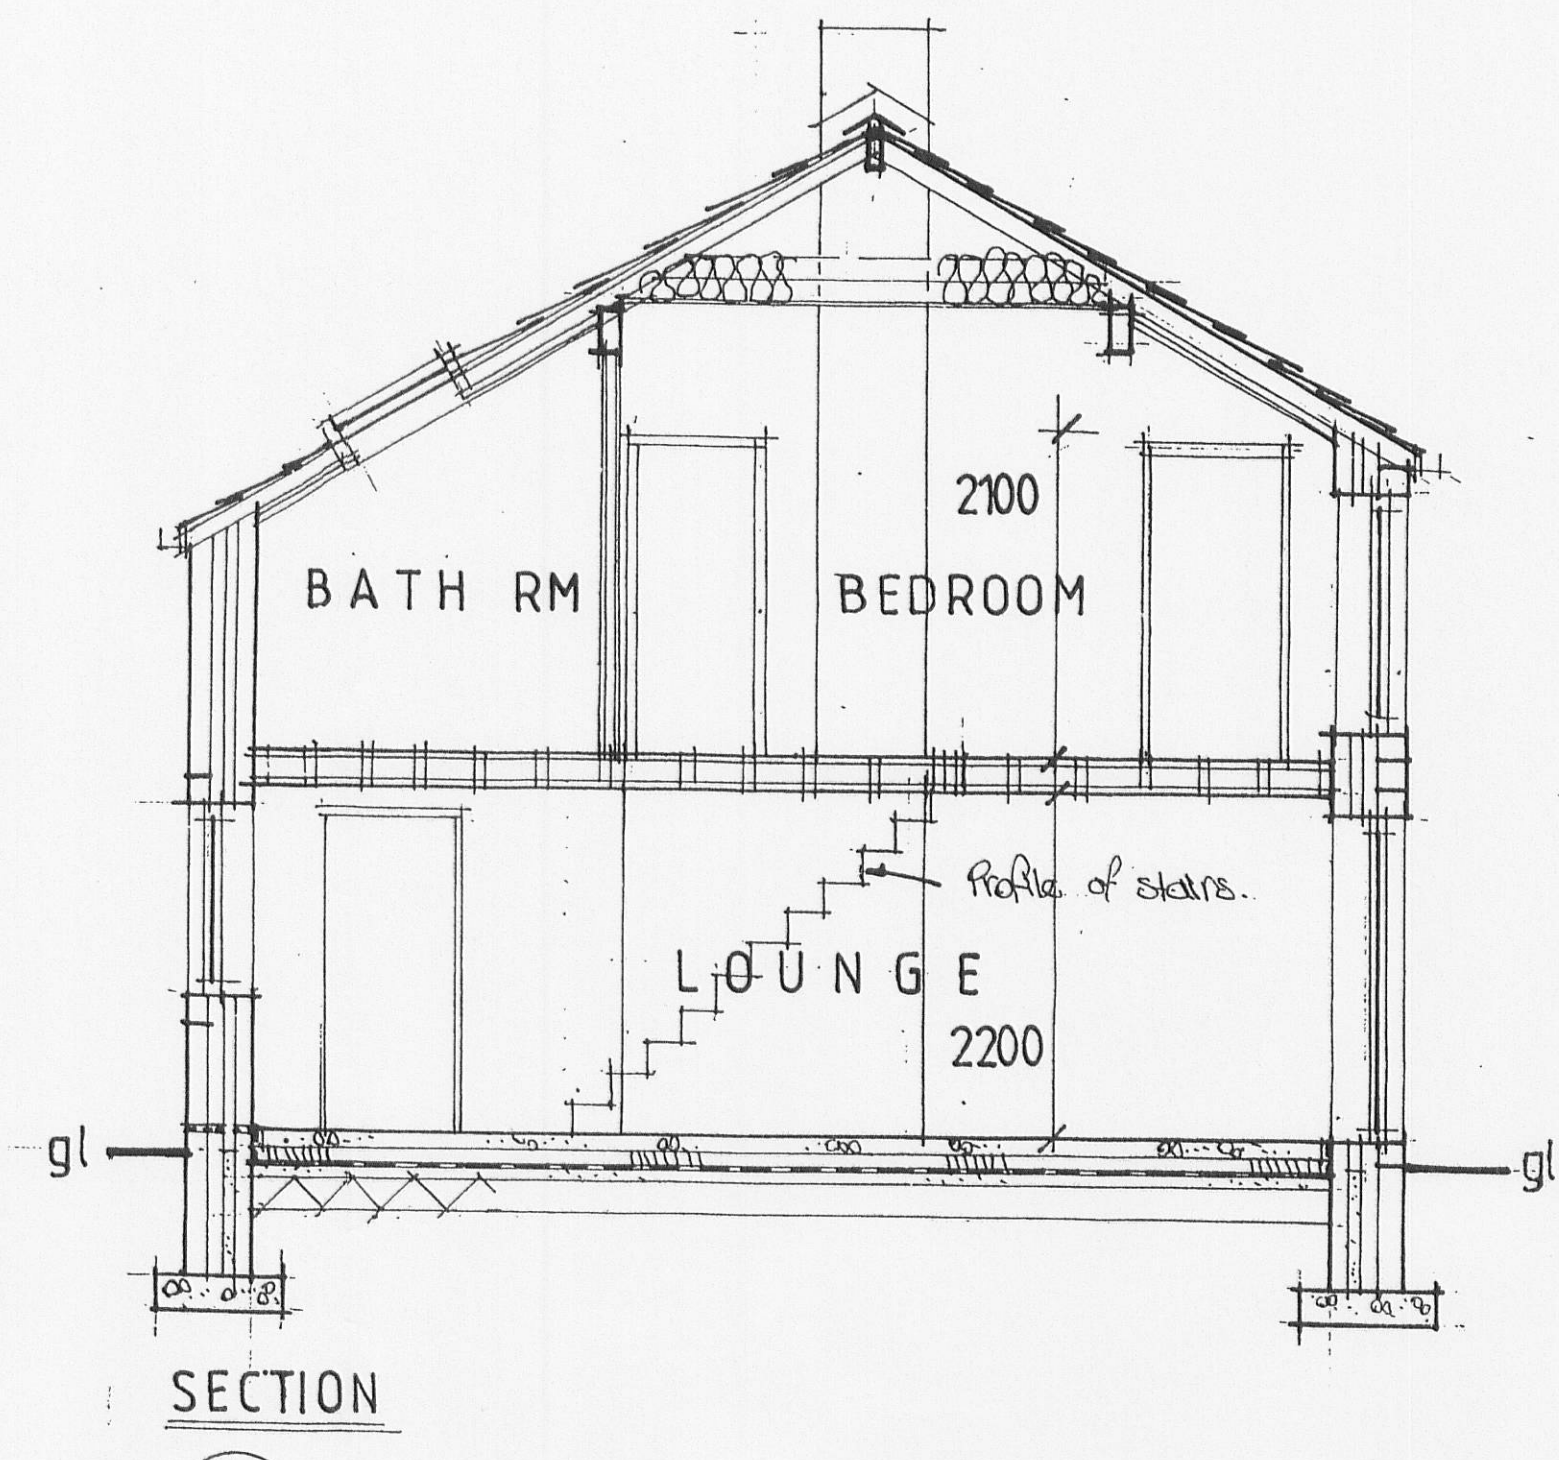 2100
BATH RM BEDROOM
Profile of stairs.
LOUNGE
2200
gl gl
SECTION